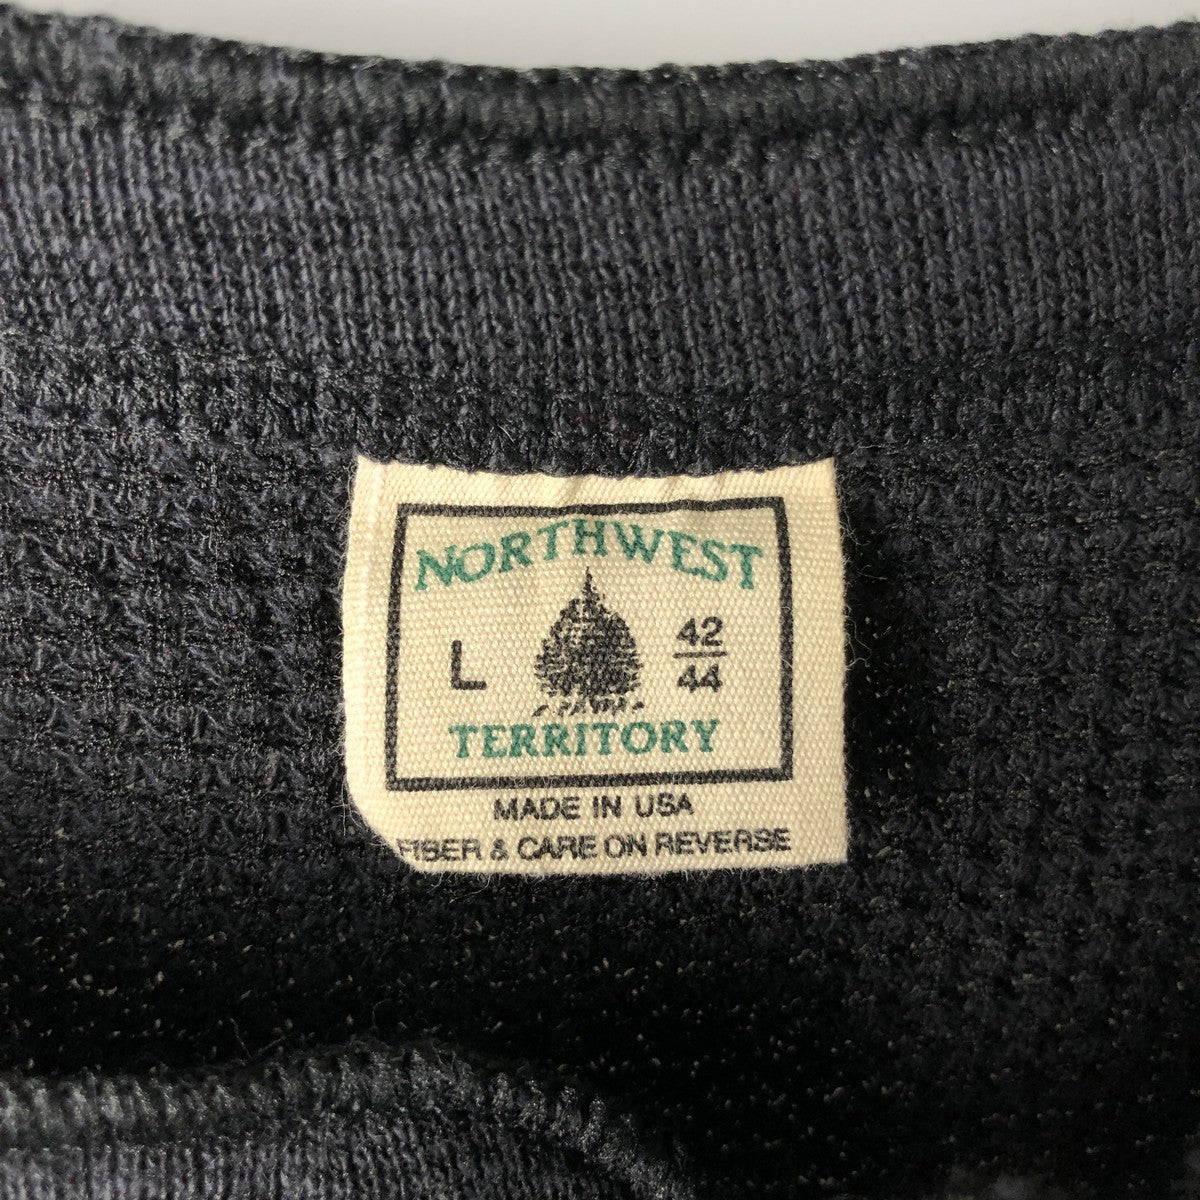 NORTHWEST
L 42/44
TERRITORY
MADE IN USA
FIBER & CARE ON REVERSE